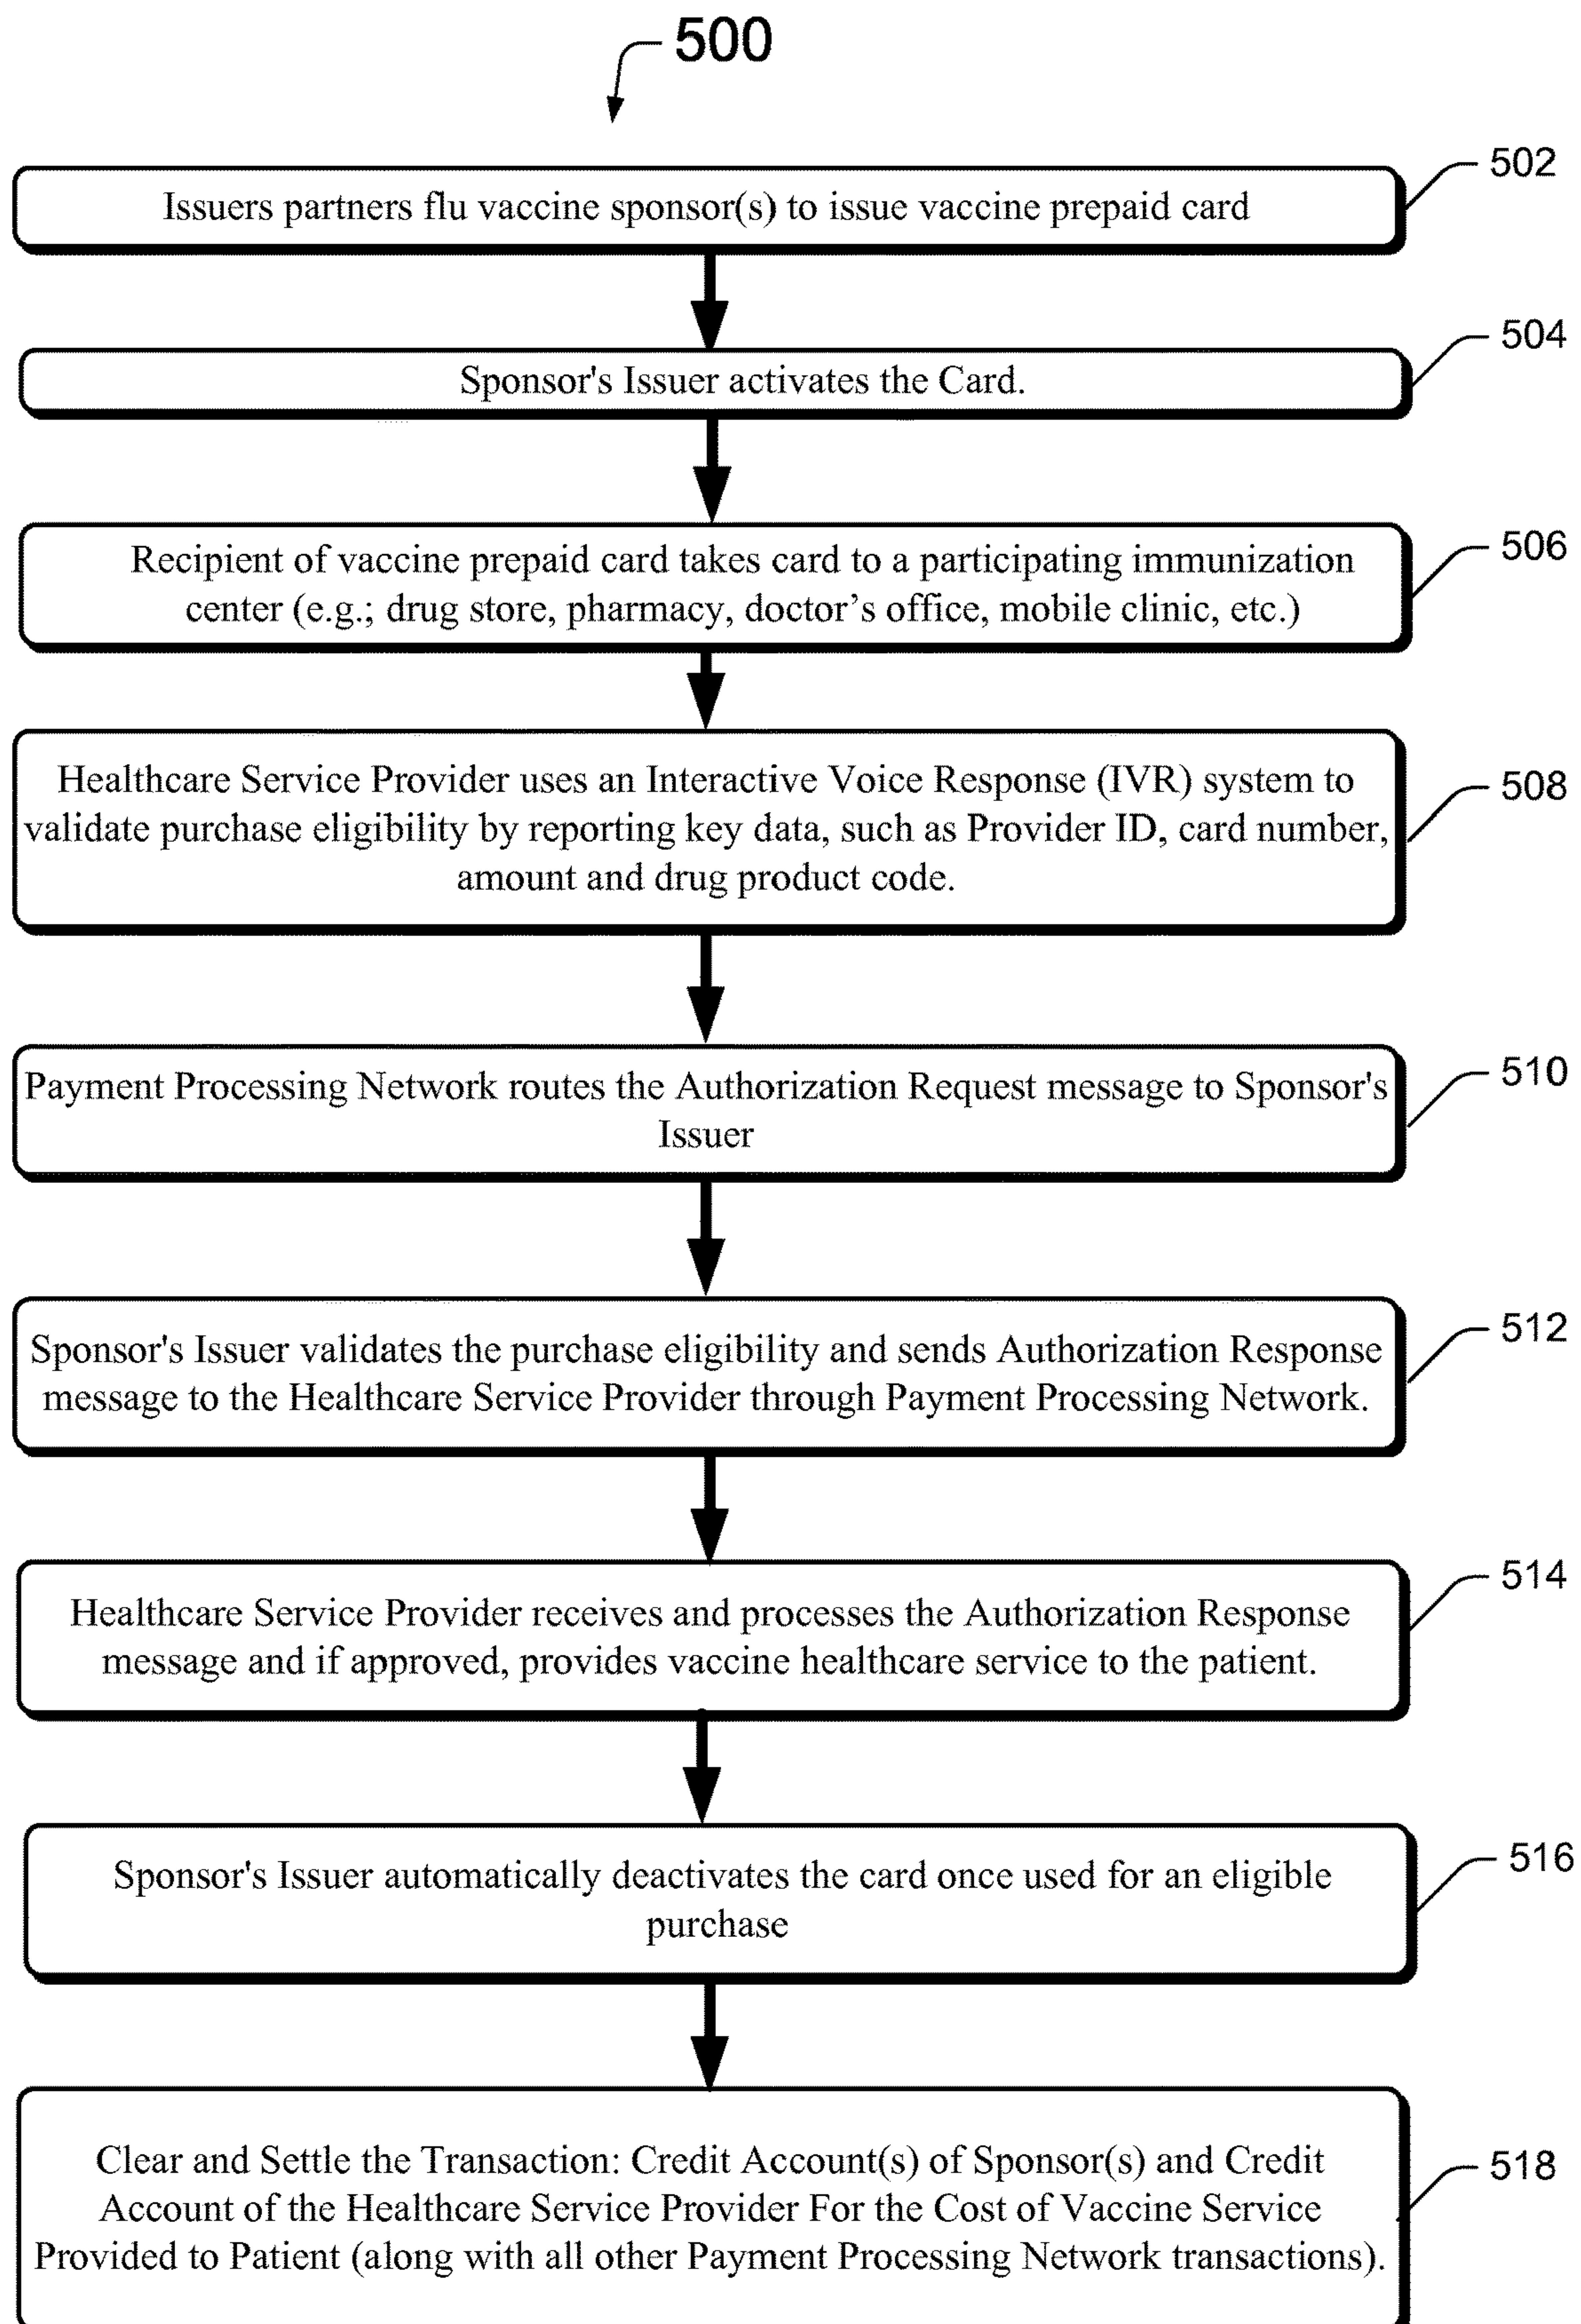 500
502
Issuers partners flu vaccine sponsor(s) to issue vaccine prepaid card
504
Sponsor's Issuer activates the Card.
506
Recipient of vaccine prepaid card takes card to a participating immunization
center (e.g.; drug store, pharmacy, doctor’s office, mobile clinic, etc.)
508
Healthcare Service Provider uses an Interactive Voice Response (IVR) system to
validate purchase eligibility by reporting key data, such as Provider ID, card number,
amount and drug product code.
510
Payment Processing Network routes the Authorization Request message to Sponsor's
Issuer
512
Sponsor's Issuer validates the purchase eligibility and sends Authorization Response
message to the Healthcare Service Provider through Payment Processing Network.
514
Healthcare Service Provider receives and processes the Authorization Response
message and if approved, provides vaccine healthcare service to the patient.
516
Sponsor's Issuer automatically deactivates the card once used for an eligible
purchase
518
Clear and Settle the Transaction: Credit Account(s) of Sponsor(s) and Credit
Account of the Healthcare Service Provider For the Cost of Vaccine Service
Provided to Patient (along with all other Payment Processing Network transactions).